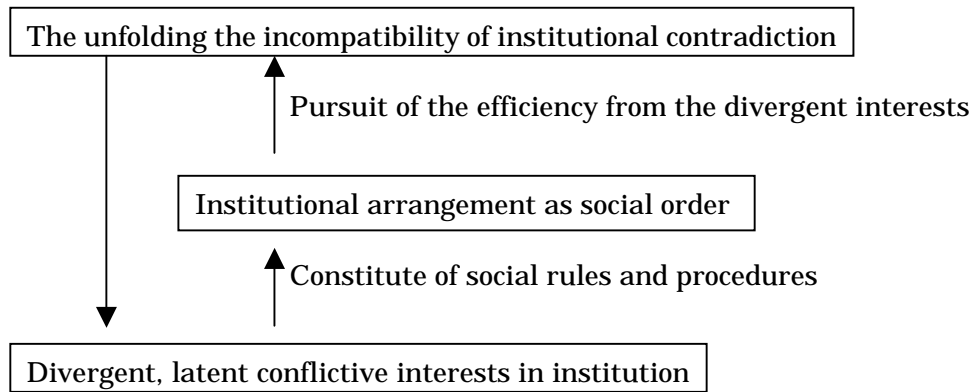 The unfolding the incompatibility of institutional contradiction
Pursuit of the efficiency from the divergent interests
Institutional arrangement as social order
Constitute of social rules and procedures
Divergent, latent conflictive interests in institution